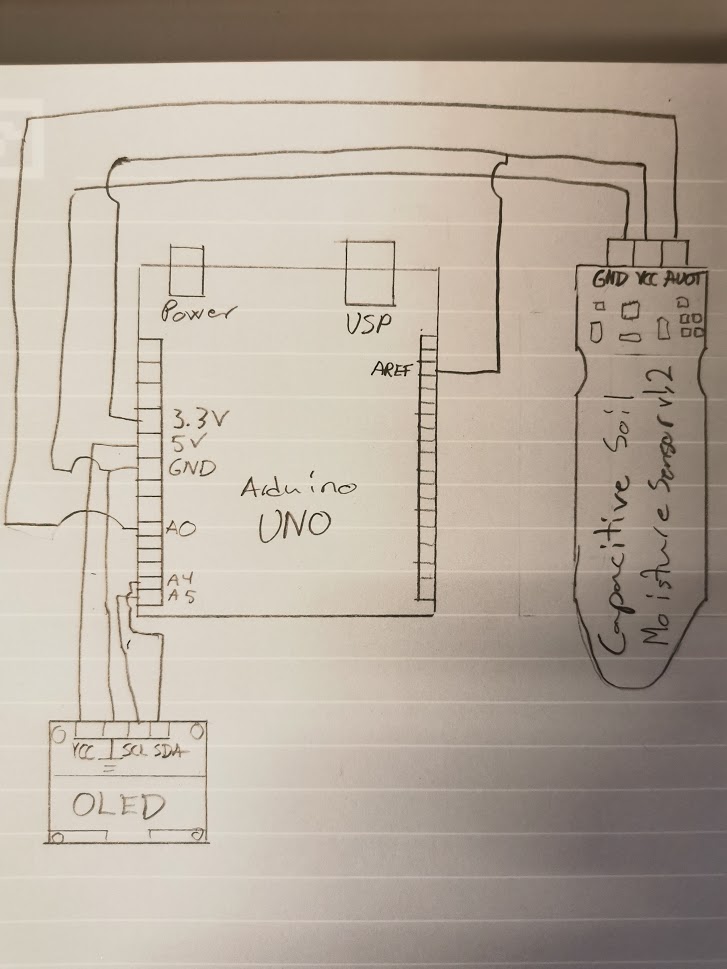 GND VCC AUOT
Power
USP
AREF
3.3V
5V
GND
Arduino
UNO
A0
A4
A5
Capacitive Soil
Moisture Sensor v1.2
VCC SCL SDA
OLED